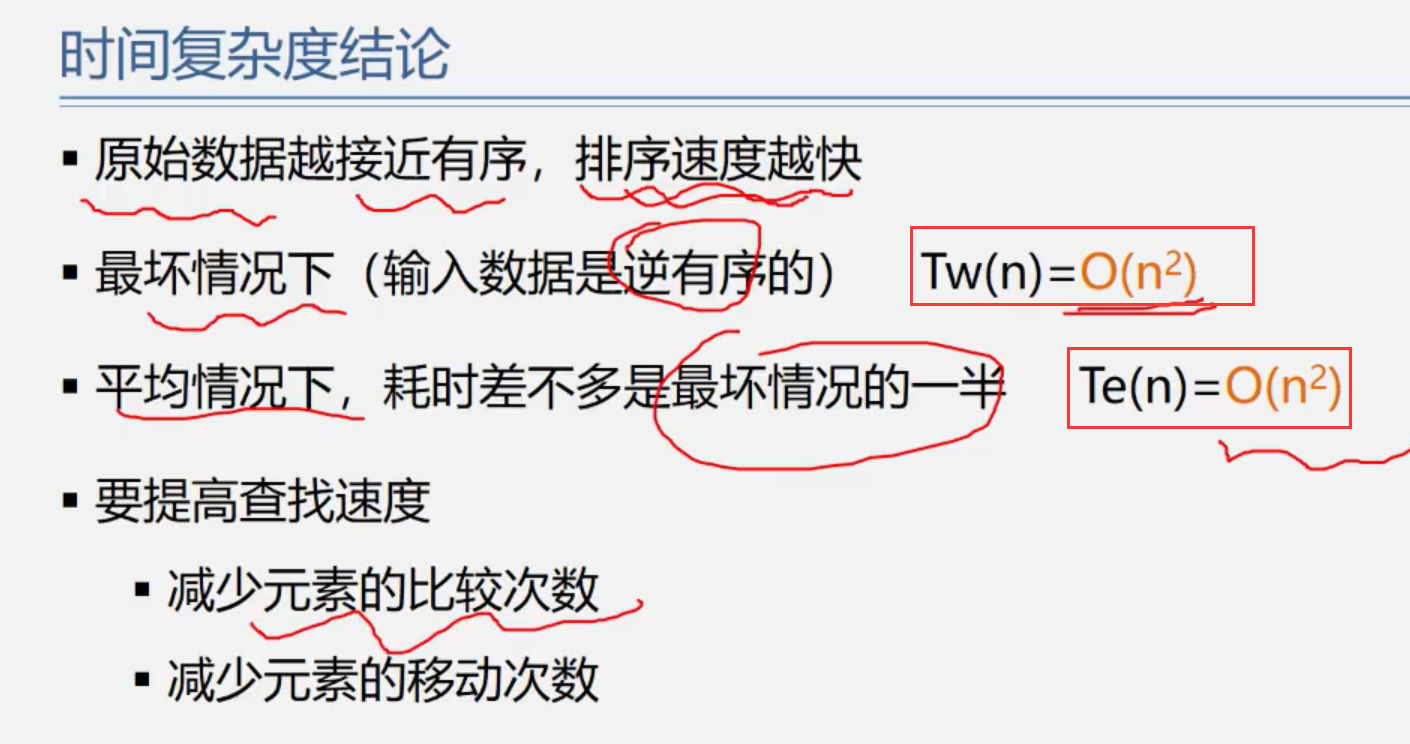 时间复杂度结论
▪ 原始数据越接近有序，排序速度越快
▪ 最坏情况下（输入数据是逆有序的） Tw(n)=O(n²)
▪ 平均情况下，耗时差不多是最坏情况的一半 Te(n)=O(n²)
▪ 要提高查找速度
▪ 减少元素的比较次数
▪ 减少元素的移动次数